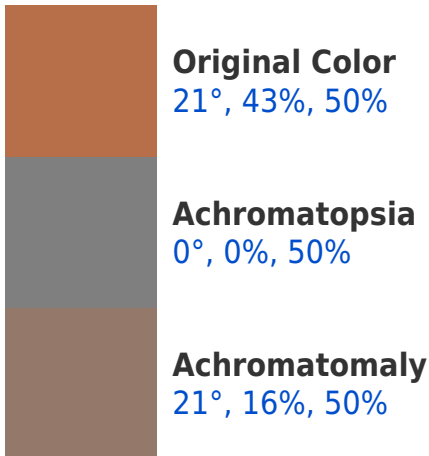 Original Color
21°, 43%, 50%
Achromatopsia
0°, 0%, 50%
Achromatomaly
21°, 16%, 50%